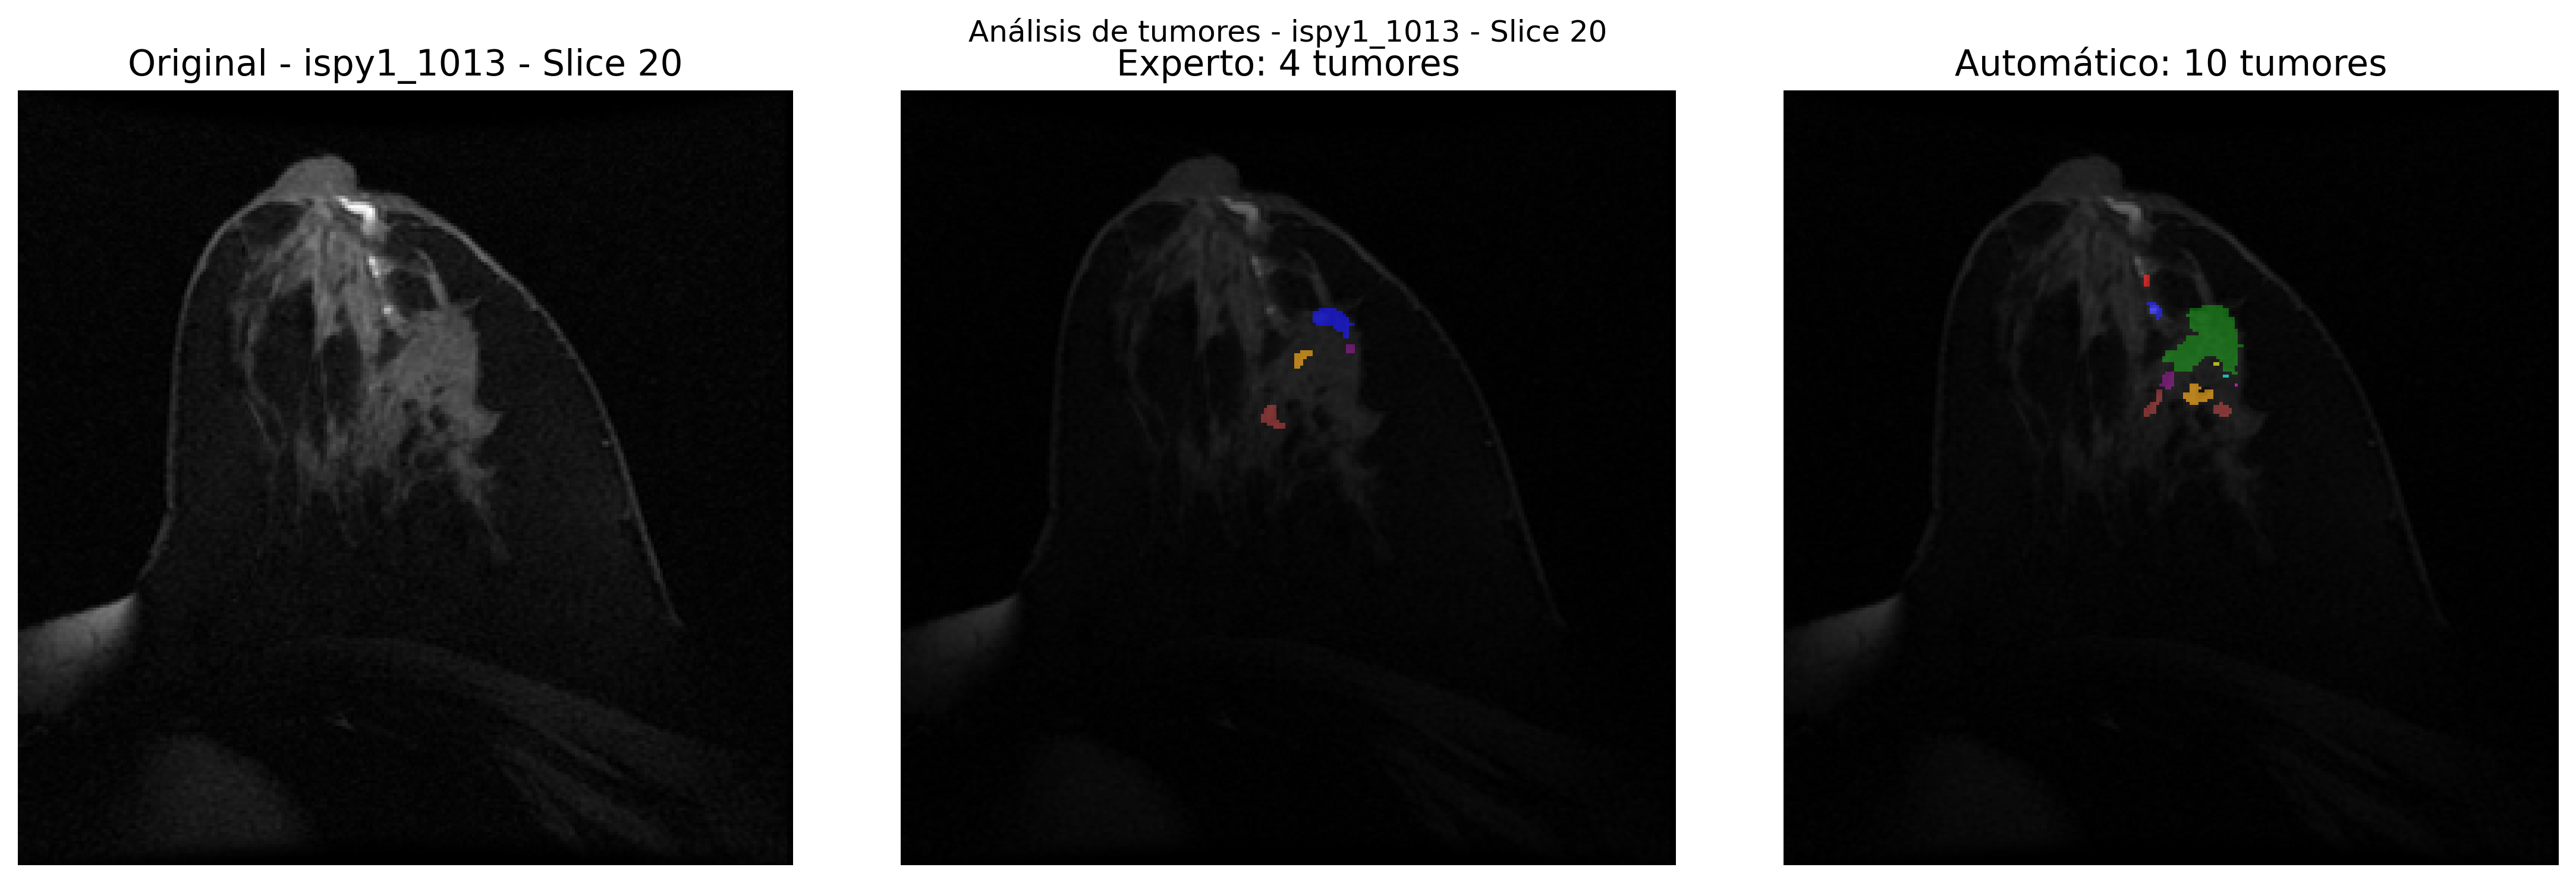 Análisis de tumores - ispy1_1013 - Slice 20
Original - ispy1_1013 - Slice 20
Experto: 4 tumores
Automático: 10 tumores